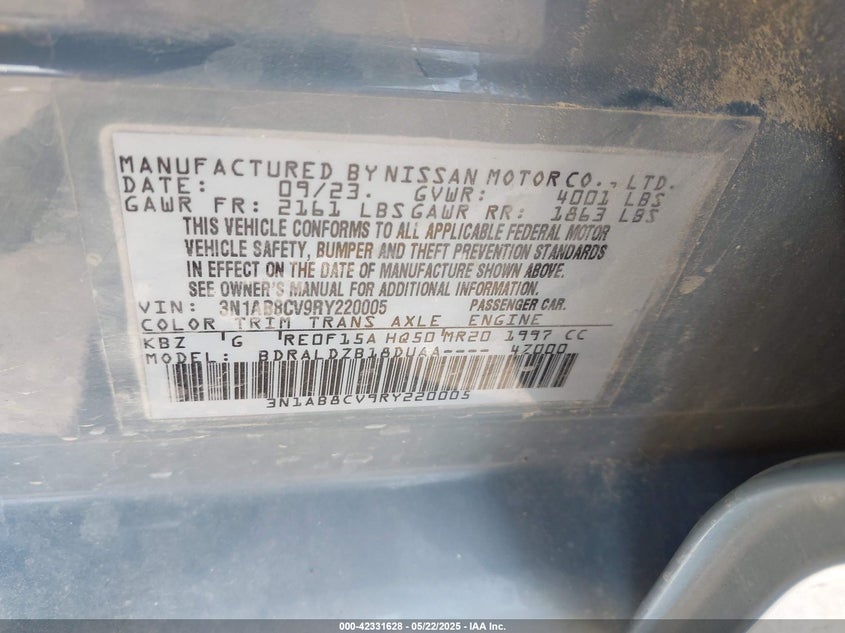 MANUFACTURED BY NISSAN MOTOR CO., LTD.
DATE: 09/23. GVWR: 4001 LBS
GAWR FR: 2161 LBS GAWR RR: 1863 LBS
THIS VEHICLE CONFORMS TO ALL APPLICABLE FEDERAL MOTOR
VEHICLE SAFETY, BUMPER AND THEFT PREVENTION STANDARDS
IN EFFECT ON THE DATE OF MANUFACTURE SHOWN ABOVE.
SEE OWNER'S MANUAL FOR ADDITIONAL INFORMATION.
VIN: 3N1AB8CV9RY220005 PASSENGER CAR.
COLOR TRIM TRANS AXLE ENGINE
KBZ G RE0F15A HQ50 MR20 1997 CC
MODEL: BDRALDZB18DUAA---- 47000
3N1AB8CV9RY220005
000-42331628 - 05/22/2025 - IAA Inc.